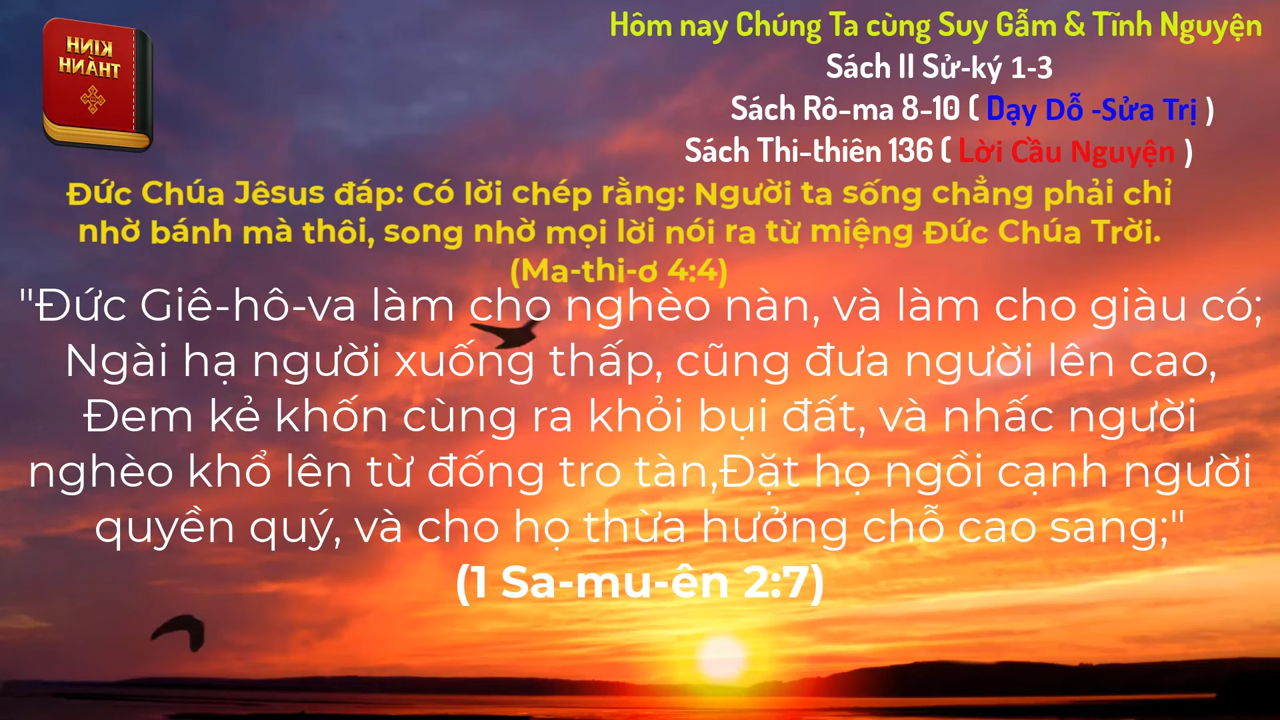 KINH
THÀNH
Hôm nay Chúng Ta cùng Suy Gẫm & Tĩnh Nguyện
Sách II Sử-ký 1-3
Sách Rô-ma 8-10 ( Dạy Dỗ -Sửa Trị )
Sách Thi-thiên 136 ( Lời Cầu Nguyện )
Đức Chúa Jêsus đáp: Có lời chép rằng: Người ta sống chẳng phải chỉ
nhờ bánh mà thôi, song nhờ mọi lời nói ra từ miệng Đức Chúa Trời.
(Ma-thi-ơ 4:4)
"Đức Giê-hô-va làm cho nghèo nàn, và làm cho giàu có;
Ngài hạ người xuống thấp, cũng đưa người lên cao,
Đem kẻ khốn cùng ra khỏi bụi đất, và nhấc người
nghèo khổ lên từ đống tro tàn,Đặt họ ngồi cạnh người
quyền quý, và cho họ thừa hưởng chỗ cao sang;"
(1 Sa-mu-ên 2:7)